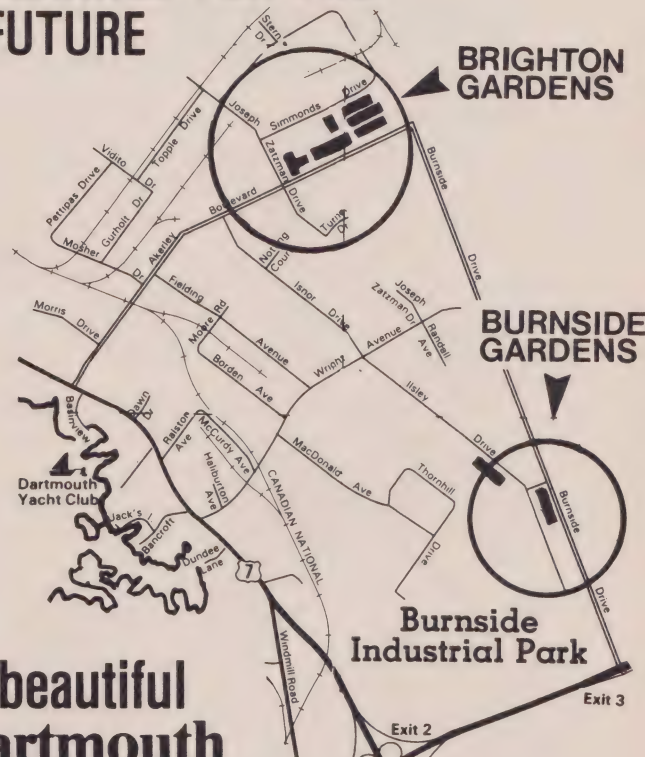 FUTURE
BRIGHTON
GARDENS
Stern
Dr
Joseph
Simmonds
Drive
Zatzman
Drive
Turner
Dr
Vidito
Dr
Topple Drive
Pettipas Drive
Gurholt Dr
Mosher
Dr
Akerley
Boulevard
Burnside
Drive
Morris
Drive
Fielding
Avenue
Moore Rd
Borden
Ave
Court
Isnor
Drive
Joseph
Zatzman Dr
Randell
Ave
Wright
Avenue
BURNSIDE
GARDENS
Ilsley
Drive
Burnside
Drive
Basinview
Dawn
Dr
Ralston
Ave
McCurdy Ave
Haliburton
Ave
MacDonald
Ave
Thornhill
Drive
CANADIAN NATIONAL
Dartmouth
Yacht Club
Jack's
Bancroft
Dundee
Lane
7
Windmill Road
Burnside
Industrial Park
Exit 3
Exit 2
beautiful
artmouth